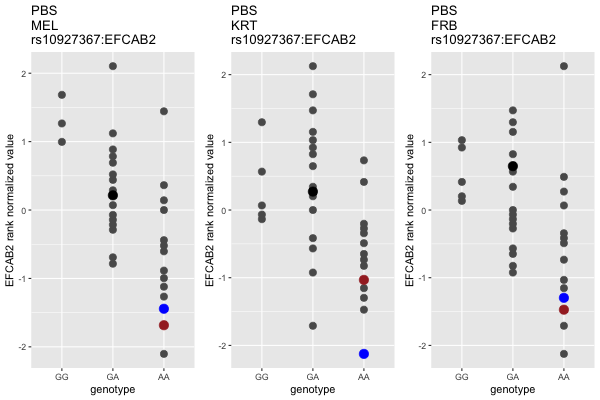 PBS
MEL
rs10927367:EFCAB2
EFCAB2 rank normalized value
2
1
0
-1
-2
GG GA AA
genotype
PBS
KRT
rs10927367:EFCAB2
EFCAB2 rank normalized value
2
1
0
-1
-2
GG GA AA
genotype
PBS
FRB
rs10927367:EFCAB2
EFCAB2 rank normalized value
2
1
0
-1
-2
GG GA AA
genotype